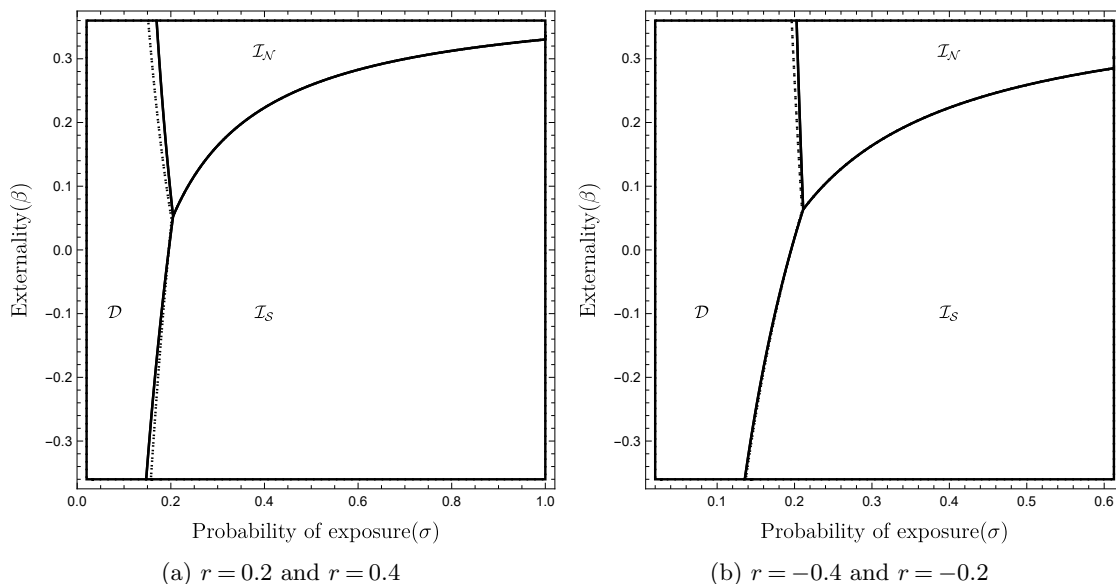 0.3
0.2
0.1
0.0
−0.1
−0.2
−0.3
Externality(β)
𝓘_𝓝
𝓓
𝓘_𝓢
0.0 0.2 0.4 0.6 0.8 1.0
Probability of exposure(σ)
(a) r = 0.2 and r = 0.4
0.3
0.2
0.1
0.0
−0.1
−0.2
−0.3
Externality(β)
𝓘_𝓝
𝓓
𝓘_𝓢
0.1 0.2 0.3 0.4 0.5 0.6
Probability of exposure(σ)
(b) r = −0.4 and r = −0.2